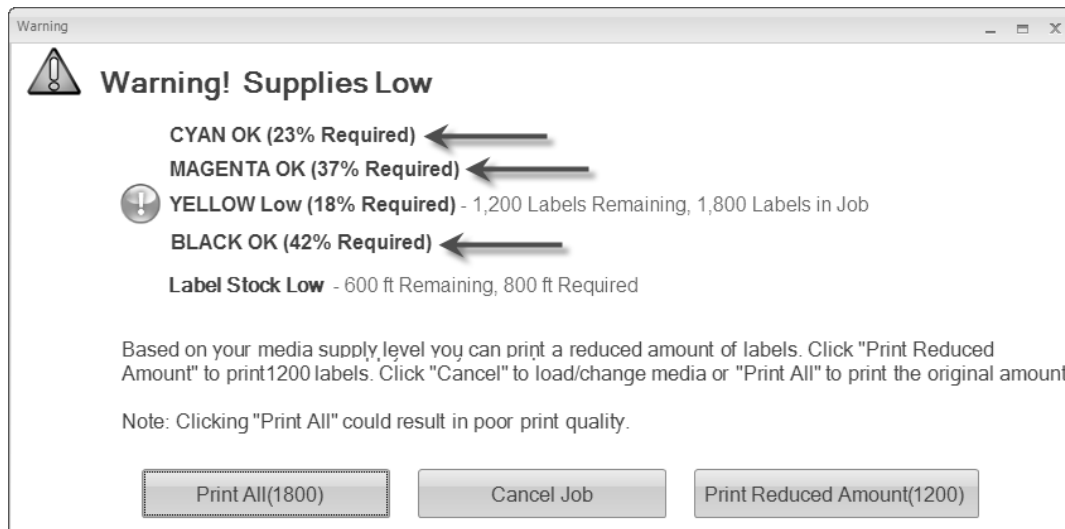 Warning
Warning! Supplies Low
CYAN OK (23% Required)
MAGENTA OK (37% Required)
YELLOW Low (18% Required) - 1,200 Labels Remaining, 1,800 Labels in Job
BLACK OK (42% Required)
Label Stock Low - 600 ft Remaining, 800 ft Required
Based on your media supply level you can print a reduced amount of labels. Click "Print Reduced
Amount" to print1200 labels. Click "Cancel" to load/change media or "Print All" to print the original amount
Note: Clicking "Print All" could result in poor print quality.
Print All(1800) Cancel Job Print Reduced Amount(1200)